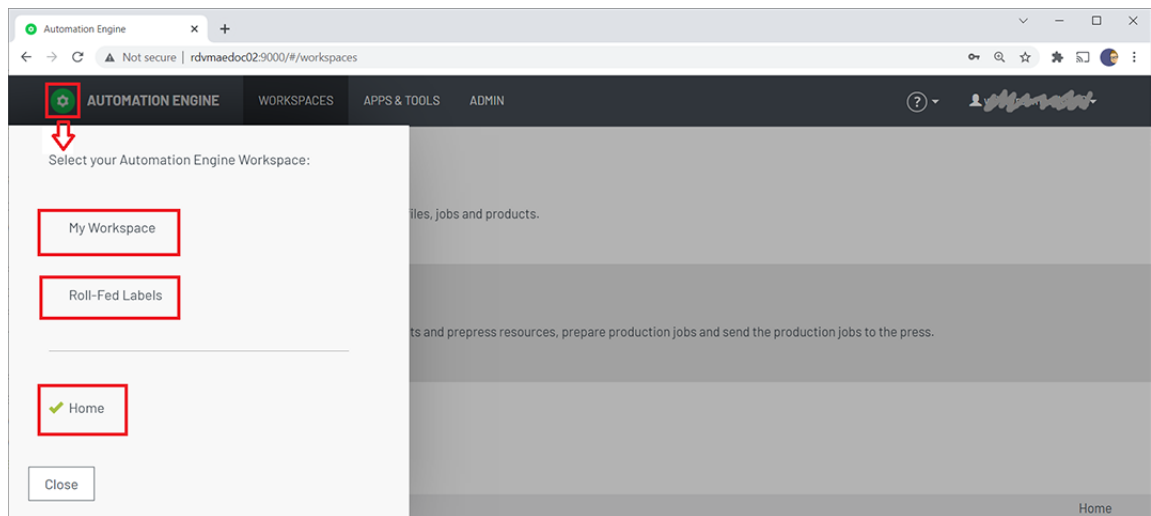 Automation Engine
Not secure | rdvmaedoc02:9000/#/workspaces
AUTOMATION ENGINE WORKSPACES APPS & TOOLS ADMIN ?
Select your Automation Engine Workspace:
My Workspace
iles, jobs and products.
Roll-Fed Labels
ts and prepress resources, prepare production jobs and send the production jobs to the press.
Home
Close
Home